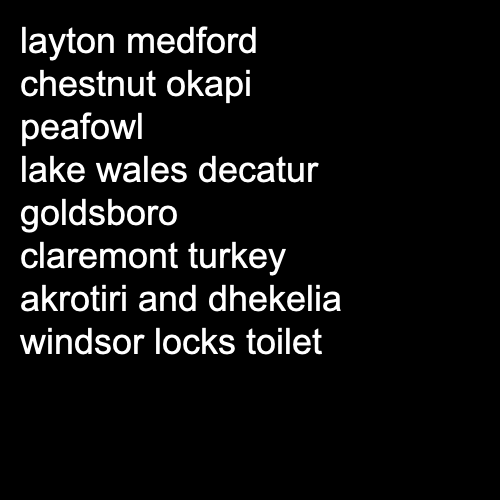 layton medford
chestnut okapi
peafowl
lake wales decatur
goldsboro
claremont turkey
akrotiri and dhekelia
windsor locks toilet